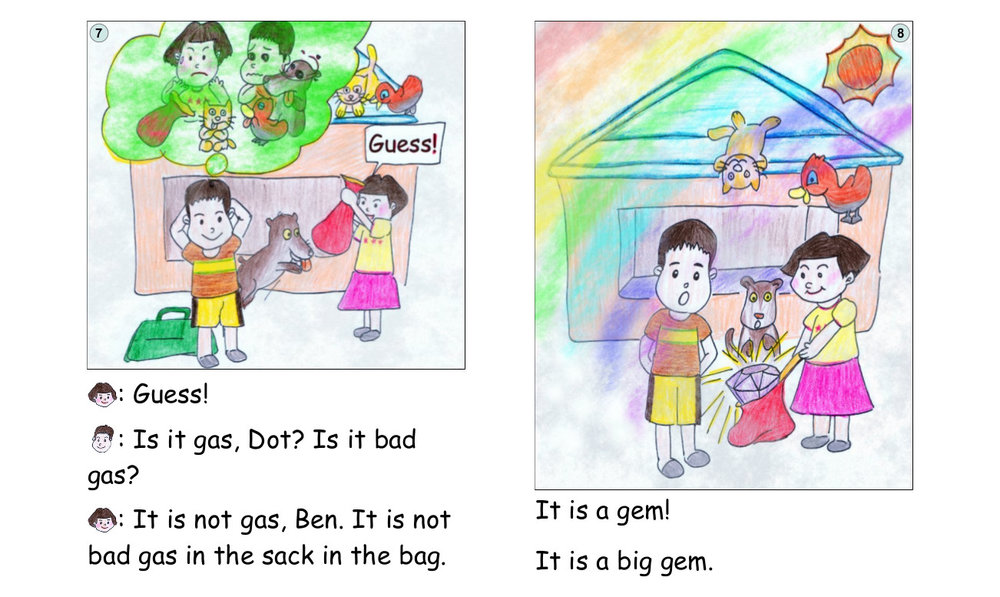 7
Guess!
: Guess!
: Is it gas, Dot? Is it bad
gas?
: It is not gas, Ben. It is not
bad gas in the sack in the bag.
8
It is a gem!
It is a big gem.